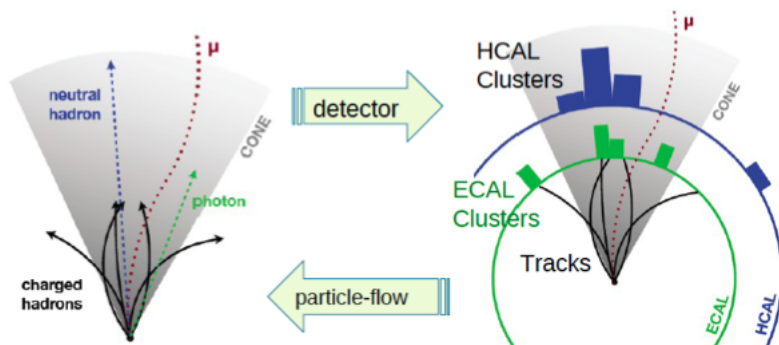 μ
neutral
hadron
CONE
photon
charged
hadrons
detector
particle-flow
μ
HCAL
Clusters
CONE
ECAL
Clusters
Tracks
ECAL
HCAL